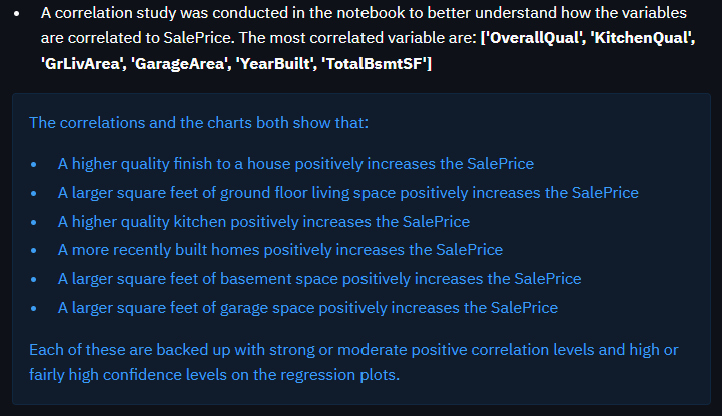 • A correlation study was conducted in the notebook to better understand how the variables
are correlated to SalePrice. The most correlated variable are: ['OverallQual', 'KitchenQual',
'GrLivArea', 'GarageArea', 'YearBuilt', 'TotalBsmtSF']
The correlations and the charts both show that:
• A higher quality finish to a house positively increases the SalePrice
• A larger square feet of ground floor living space positively increases the SalePrice
• A higher quality kitchen positively increases the SalePrice
• A more recently built homes positively increases the SalePrice
• A larger square feet of basement space positively increases the SalePrice
• A larger square feet of garage space positively increases the SalePrice
Each of these are backed up with strong or moderate positive correlation levels and high or
fairly high confidence levels on the regression plots.